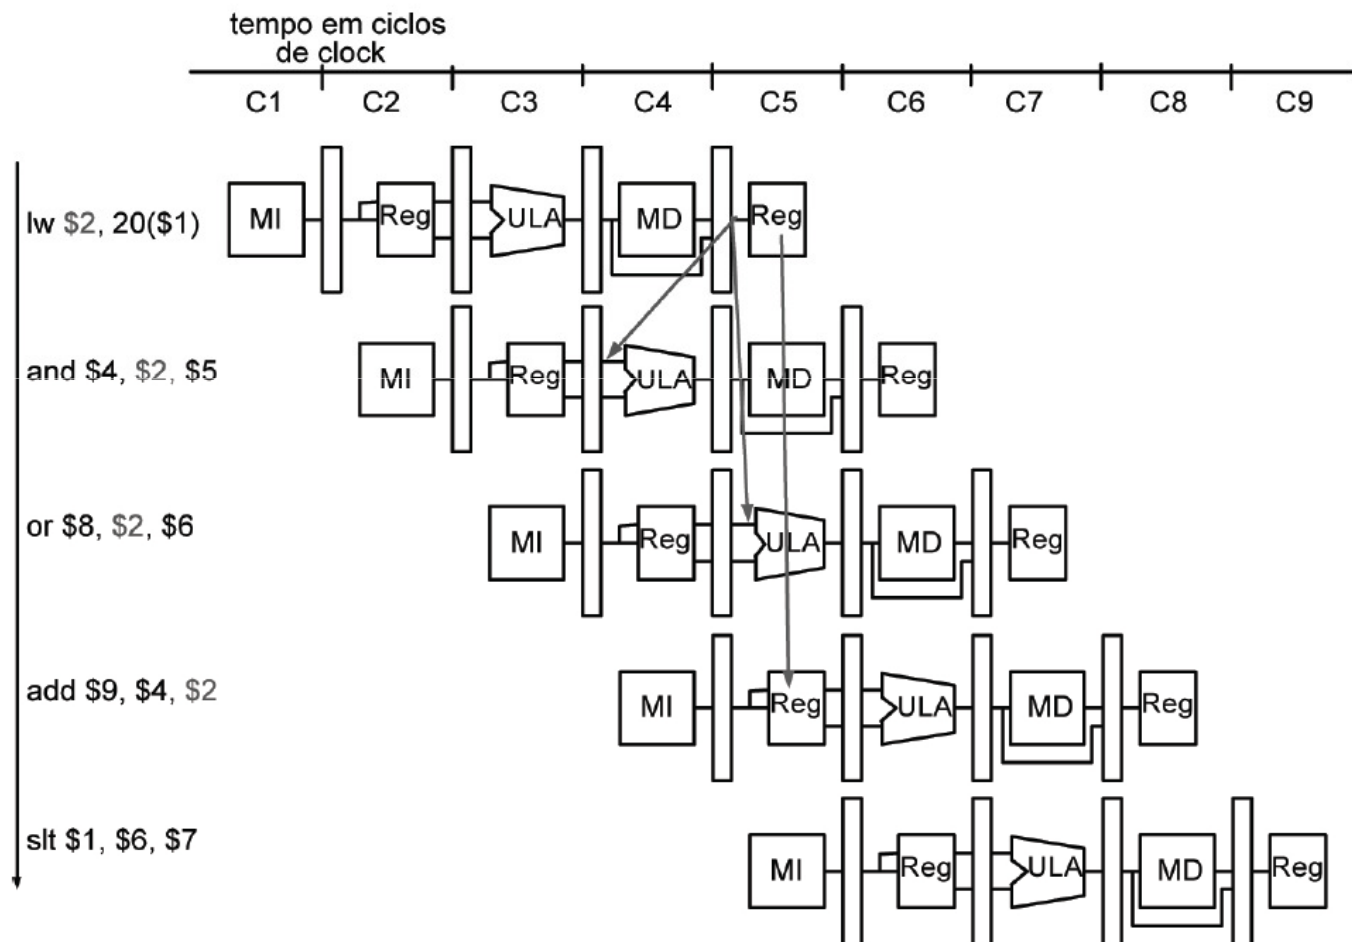 tempo em ciclos
de clock
C1 C2 C3 C4 C5 C6 C7 C8 C9
lw $2, 20($1) MI Reg ULA MD Reg
and $4, $2, $5 MI Reg ULA MD Reg
or $8, $2, $6 MI Reg ULA MD Reg
add $9, $4, $2 MI Reg ULA MD Reg
slt $1, $6, $7 MI Reg ULA MD Reg